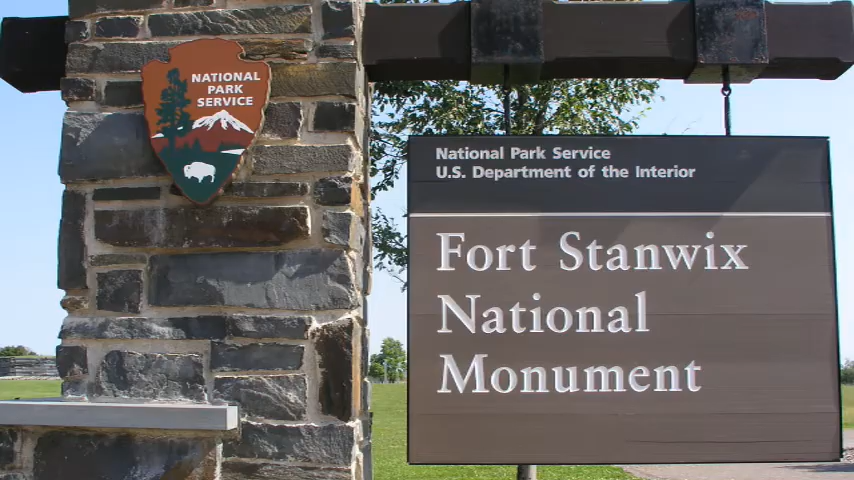 NATIONAL
PARK
SERVICE
National Park Service
U.S. Department of the Interior
Fort Stanwix
National
Monument